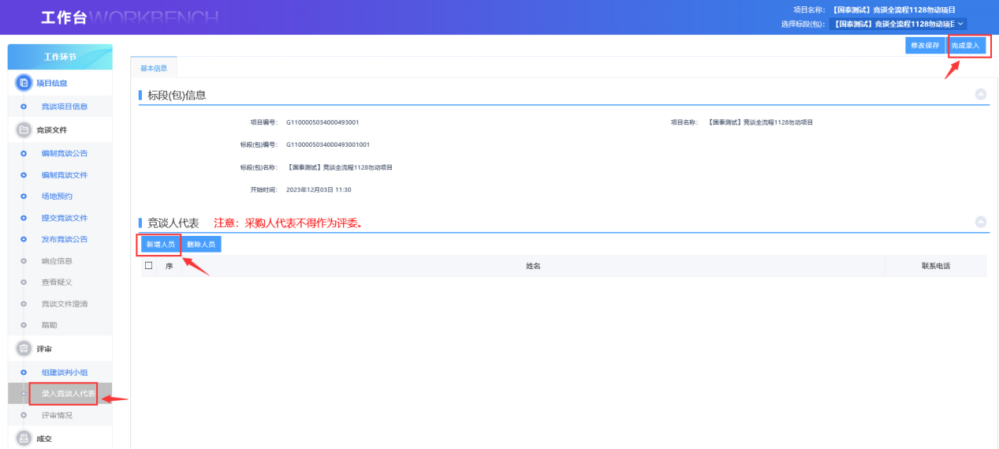 工作台WORKBENCH
项目名称： 【国泰测试】竞谈全流程1128勿动项目
选择标段(包)： 【国泰测试】竞谈全流程1128勿动项E
修改保存 完成录入
工作环节
项目信息
竞谈项目信息
竞谈文件
编制竞谈公告
编制竞谈文件
场地预约
提交竞谈文件
发布竞谈公告
响应信息
查看疑义
竞谈文件澄清
踏勘
评审
组建谈判小组
录入竞谈人代表
评审情况
成交
基本信息
标段(包)信息
项目编号： G1100005034000493001 项目名称： 【国泰测试】竞谈全流程1128勿动项目
标段(包)编号： G1100005034000493001001
标段(包)名称： 【国泰测试】竞谈全流程1128勿动项目
开始时间： 2023年12月03日 11:30
竞谈人代表 注意：采购人代表不得作为评委。
新增人员 删除人员
序 姓名 联系电话